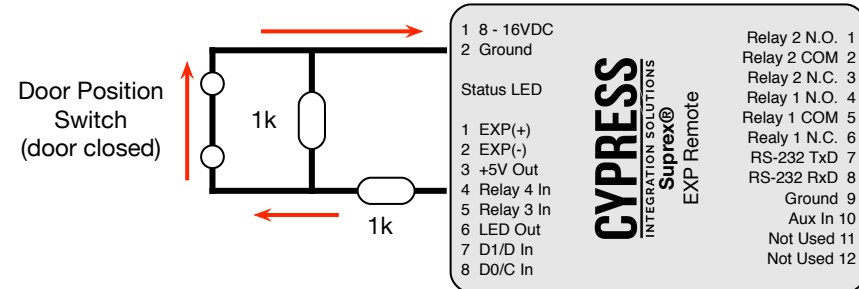 Door Position
Switch
(door closed)
1k
1k
1 8 - 16VDC
2 Ground
Status LED
1 EXP(+)
2 EXP(-)
3 +5V Out
4 Relay 4 In
5 Relay 3 In
6 LED Out
7 D1/D In
8 D0/C In
CYPRESS
INTEGRATION SOLUTIONS
Suprex®
EXP Remote
Relay 2 N.O. 1
Relay 2 COM 2
Relay 2 N.C. 3
Relay 1 N.O. 4
Relay 1 COM 5
Realy 1 N.C. 6
RS-232 TxD 7
RS-232 RxD 8
Ground 9
Aux In 10
Not Used 11
Not Used 12